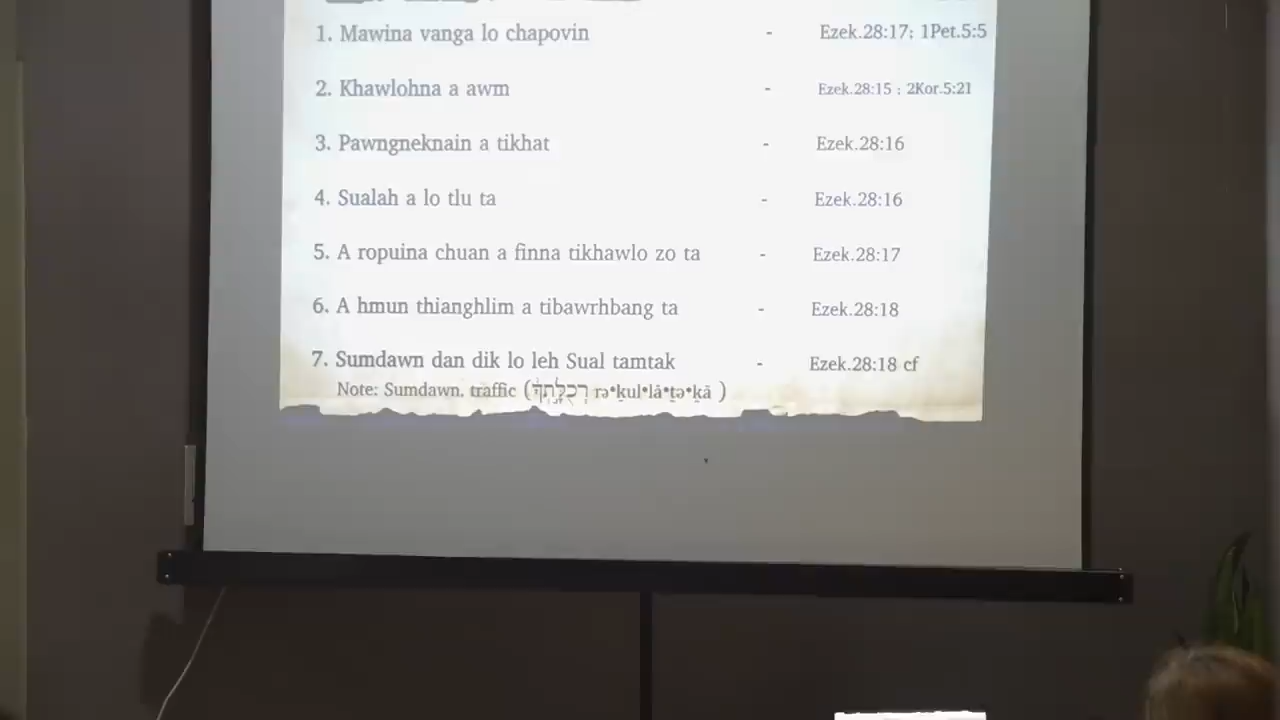 1. Mawina vanga lo chapovin - Ezek.28:17; 1Pet.5:5
2. Khawlohna a awm - Ezek.28:15 ; 2Kor.5:21
3. Pawngneknain a tikhat - Ezek.28:16
4. Sualah a lo tlu ta - Ezek.28:16
5. A ropuina chuan a finna tikhawlo zo ta - Ezek.28:17
6. A hmun thianghlim a tibawrhbang ta - Ezek.28:18
7. Sumdawn dan dik lo leh Sual tamtak - Ezek.28:18 cf
Note: Sumdawn, traffic (רְכֻלָּתְךָ֔ rə•ḵul•lā•ṯə•ḵā )